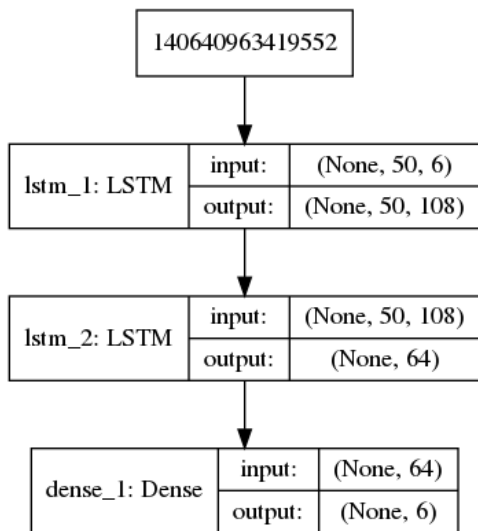 140640963419552
lstm_1: LSTM
input:
(None, 50, 6)
output:
(None, 50, 108)
lstm_2: LSTM
input:
(None, 50, 108)
output:
(None, 64)
dense_1: Dense
input:
(None, 64)
output:
(None, 6)